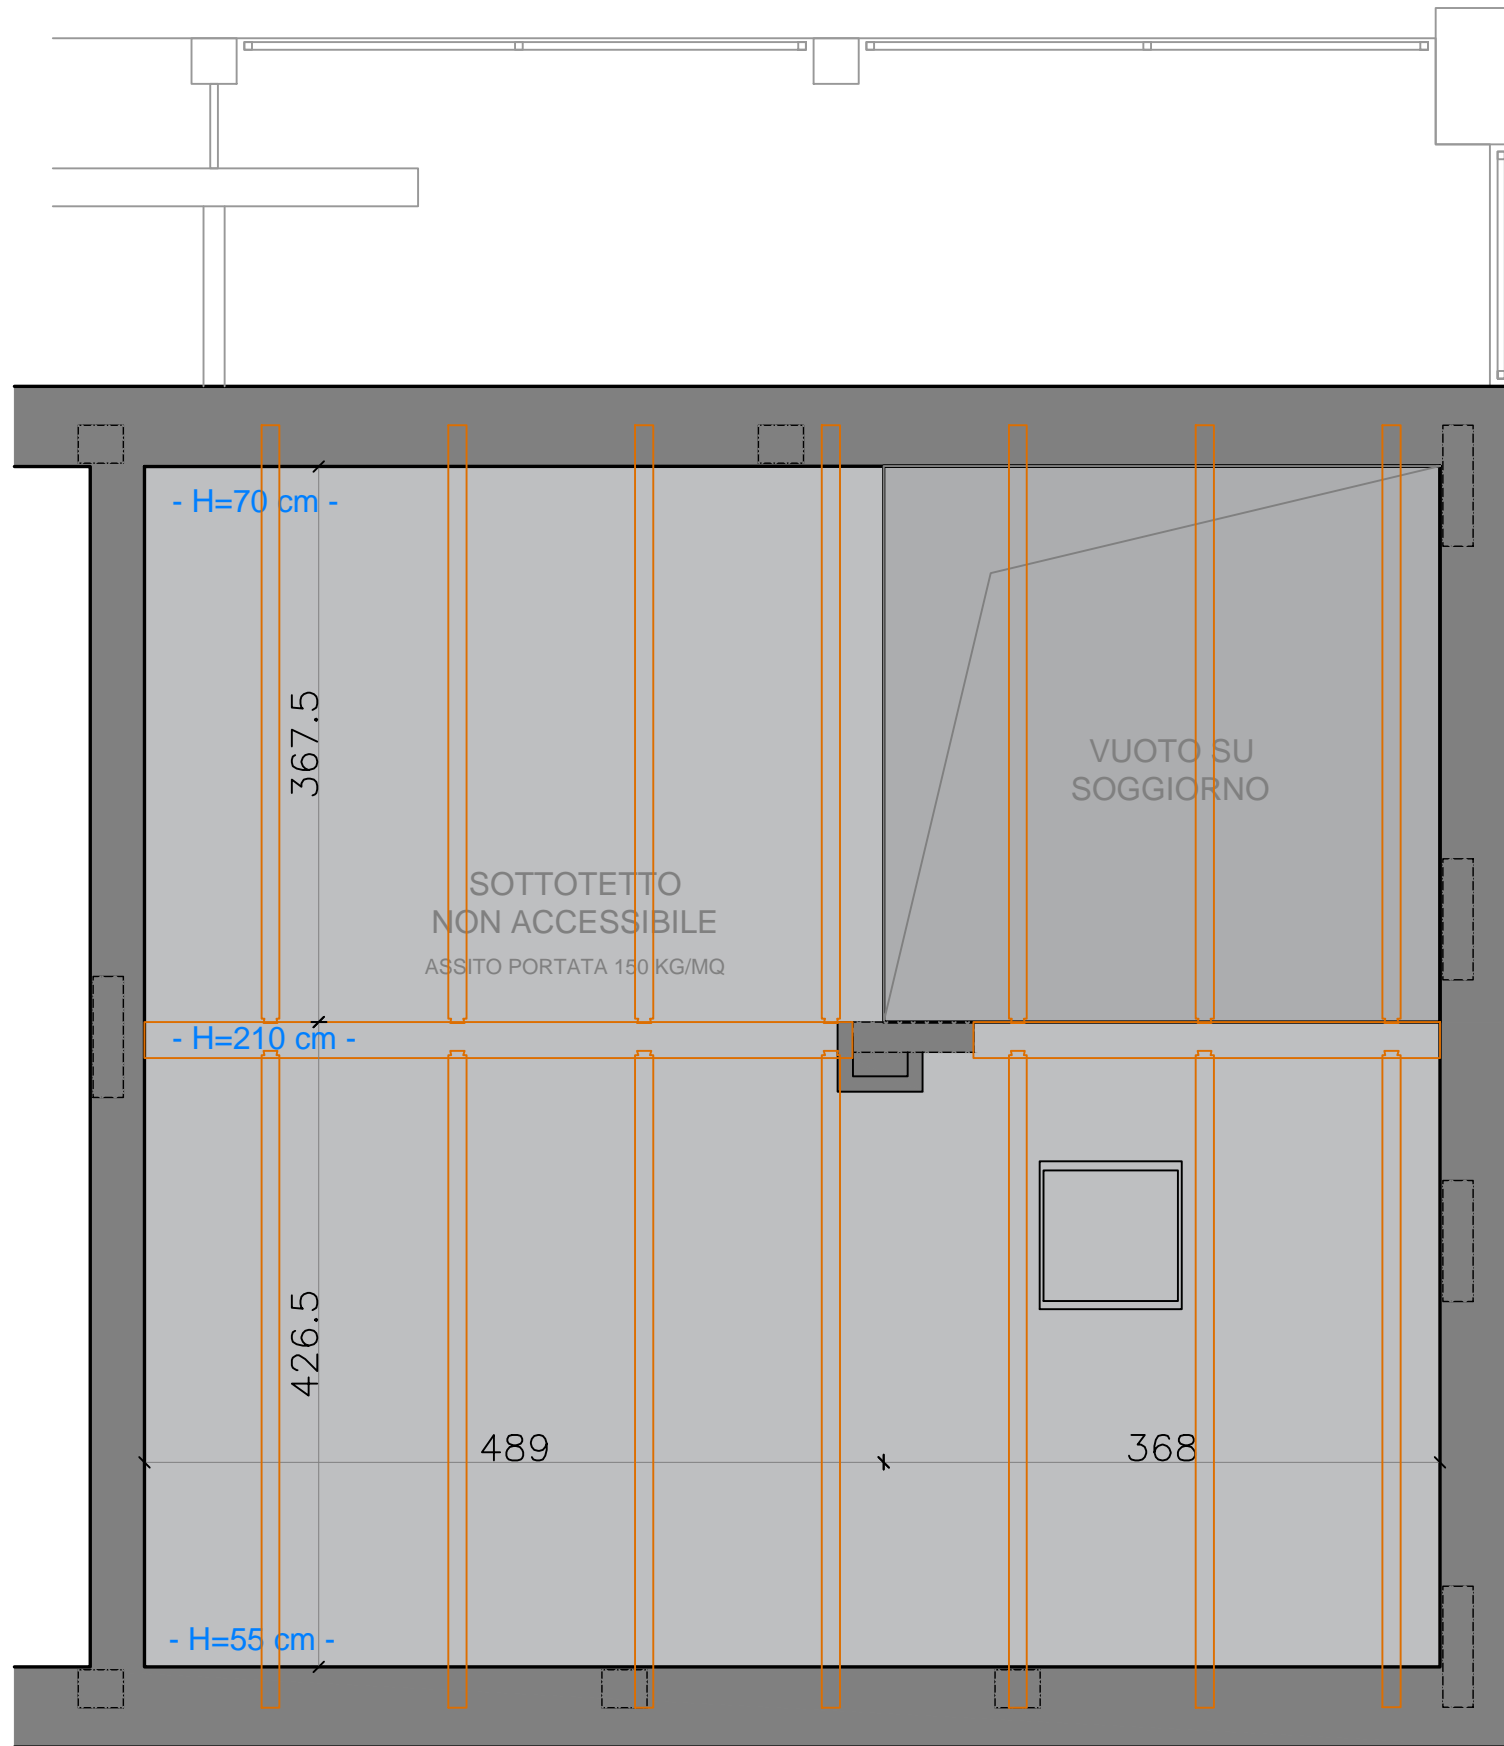 - H=70 cm -
367.5
VUOTO SU
SOGGIORNO
SOTTOTETTO
NON ACCESSIBILE
ASSITO PORTATA 150 KG/MQ
- H=210 cm -
426.5
489
368
- H=55 cm -